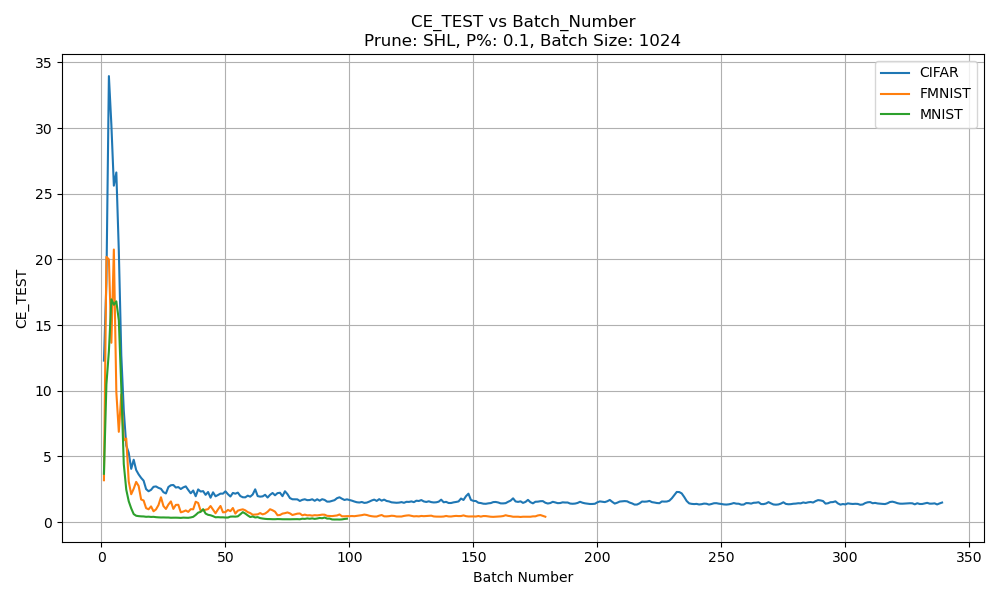 CE_TEST vs Batch_Number
Prune: SHL, P%: 0.1, Batch Size: 1024
CIFAR
FMNIST
MNIST
35
30
25
20
15
10
5
0
CE_TEST
0 50 100 150 200 250 300 350
Batch Number